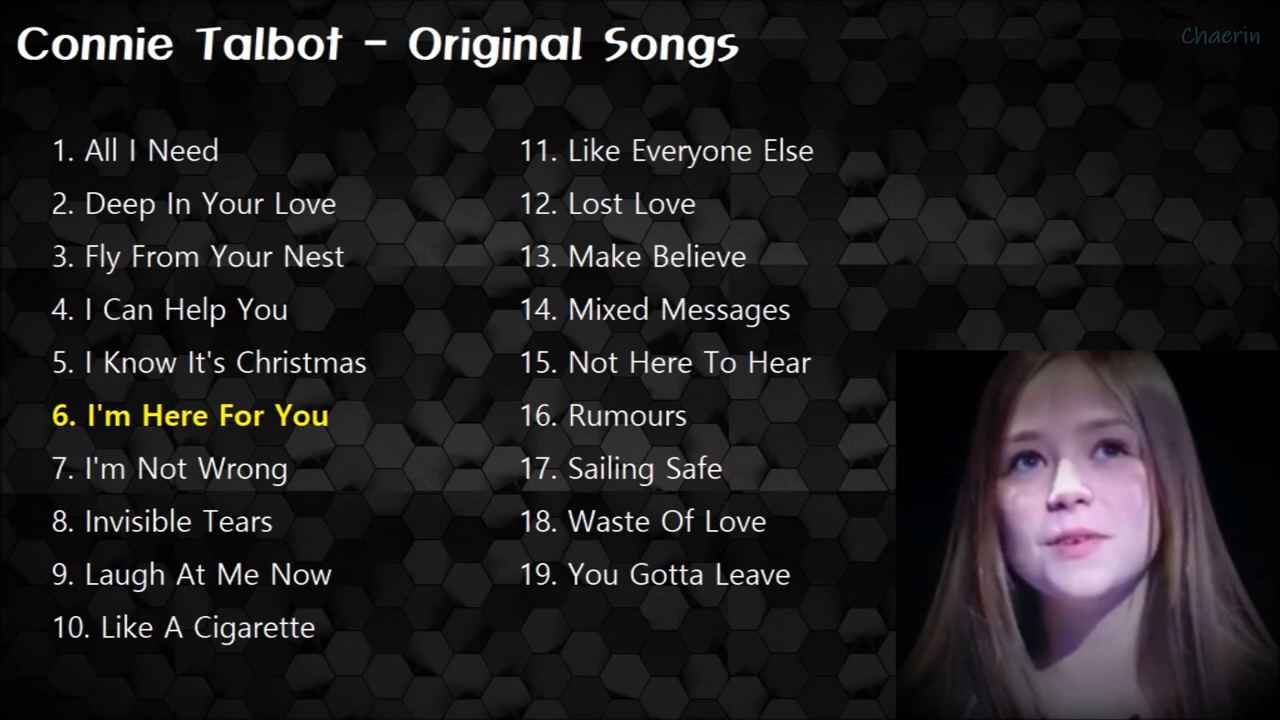 Connie Talbot - Original Songs
Chaerin
1. All I Need
2. Deep In Your Love
3. Fly From Your Nest
4. I Can Help You
5. I Know It's Christmas
6. I'm Here For You
7. I'm Not Wrong
8. Invisible Tears
9. Laugh At Me Now
10. Like A Cigarette
11. Like Everyone Else
12. Lost Love
13. Make Believe
14. Mixed Messages
15. Not Here To Hear
16. Rumours
17. Sailing Safe
18. Waste Of Love
19. You Gotta Leave